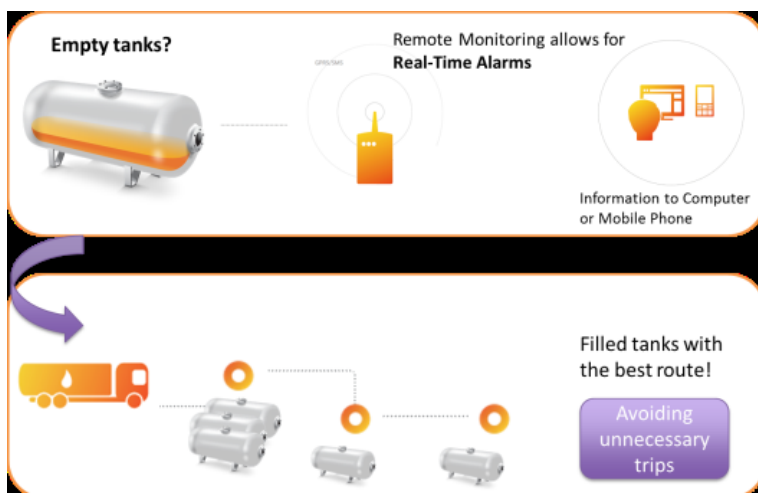 Empty tanks?
Remote Monitoring allows for
Real-Time Alarms
GPRS/SMS
Information to Computer
or Mobile Phone
Filled tanks with
the best route!
Avoiding
unnecessary
trips